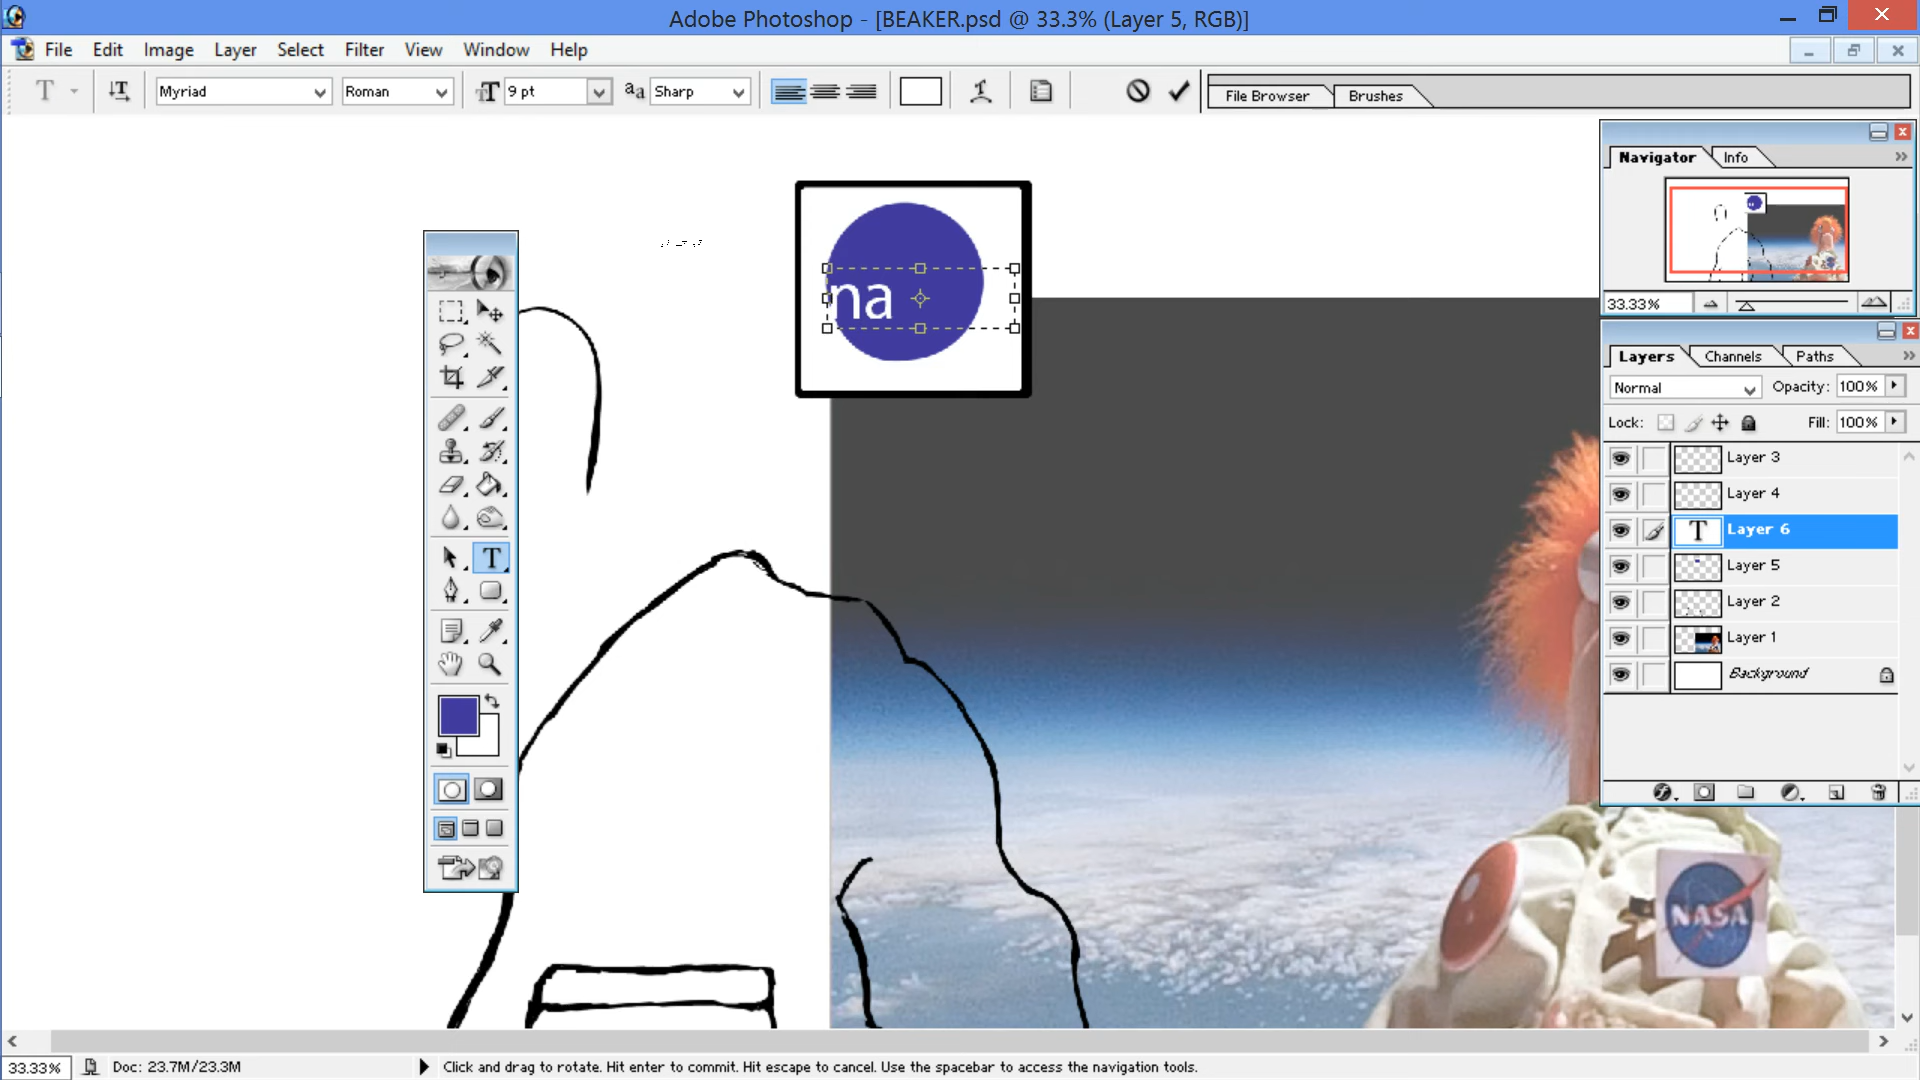 Adobe Photoshop - [BEAKER.psd @ 33.3% (Layer 5, RGB)]
File Edit Image Layer Select Filter View Window Help
T Myriad Roman 9 pt aa Sharp File Browser Brushes
Navigator Info
33.33%
na
Layers Channels Paths
Normal Opacity: 100%
Lock: Fill: 100%
Layer 3
Layer 4
T Layer 6
Layer 5
Layer 2
Layer 1
Background
T
NASA
33.33% Doc: 23.7M/23.3M Click and drag to rotate. Hit enter to commit. Hit escape to cancel. Use the spacebar to access the navigation tools.